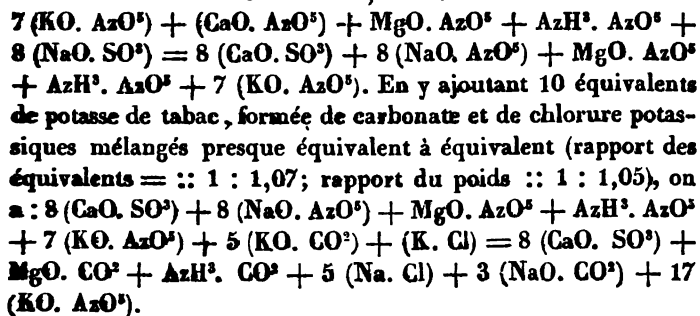 7 (KO. AzO⁵) + (CaO. AzO⁵) + MgO. AzO⁵ + AzH³. AzO⁵ +
8 (NaO. SO³) = 8 (CaO. SO³) + 8 (NaO, AzO⁵) + MgO. AzO⁵
+ AzH³. AzO⁵ + 7 (KO. AzO⁵). En y ajoutant 10 équivalents
de potasse de tabac, formée de carbonate et de chlorure potas-
siques mélangés presque équivalent à équivalent (rapport des
équivalents = :: 1 : 1,07; rapport du poids :: 1 : 1,05), on
a : 8 (CaO. SO³) + 8 (NaO. AzO⁵) + MgO. AzO⁵ + AzH³. AzO⁵
+ 7 (KO. AzO⁵) + 5 (KO. CO²) + (K. Cl) = 8 (CaO. SO³) +
MgO. CO² + AzH³. CO² + 5 (Na. Cl) + 3 (NaO. CO²) + 17
(KO. AzO⁵).